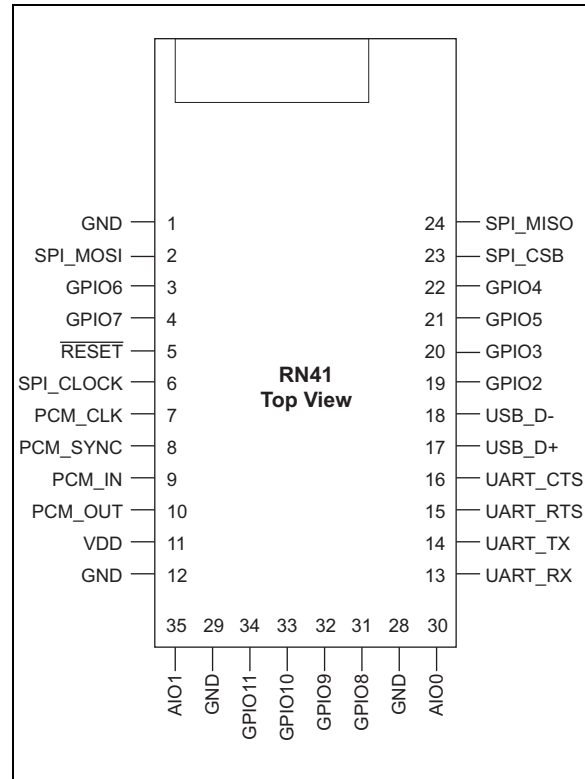 GND 1
SPI_MOSI 2
GPIO6 3
GPIO7 4
RESET 5
SPI_CLOCK 6
PCM_CLK 7
PCM_SYNC 8
PCM_IN 9
PCM_OUT 10
VDD 11
GND 12
RN41
Top View
24 SPI_MISO
23 SPI_CSB
22 GPIO4
21 GPIO5
20 GPIO3
19 GPIO2
18 USB_D-
17 USB_D+
16 UART_CTS
15 UART_RTS
14 UART_TX
13 UART_RX
35 29 34 33 32 31 28 30
AIO1
GND
GPIO11
GPIO10
GPIO9
GPIO8
GND
AIO0